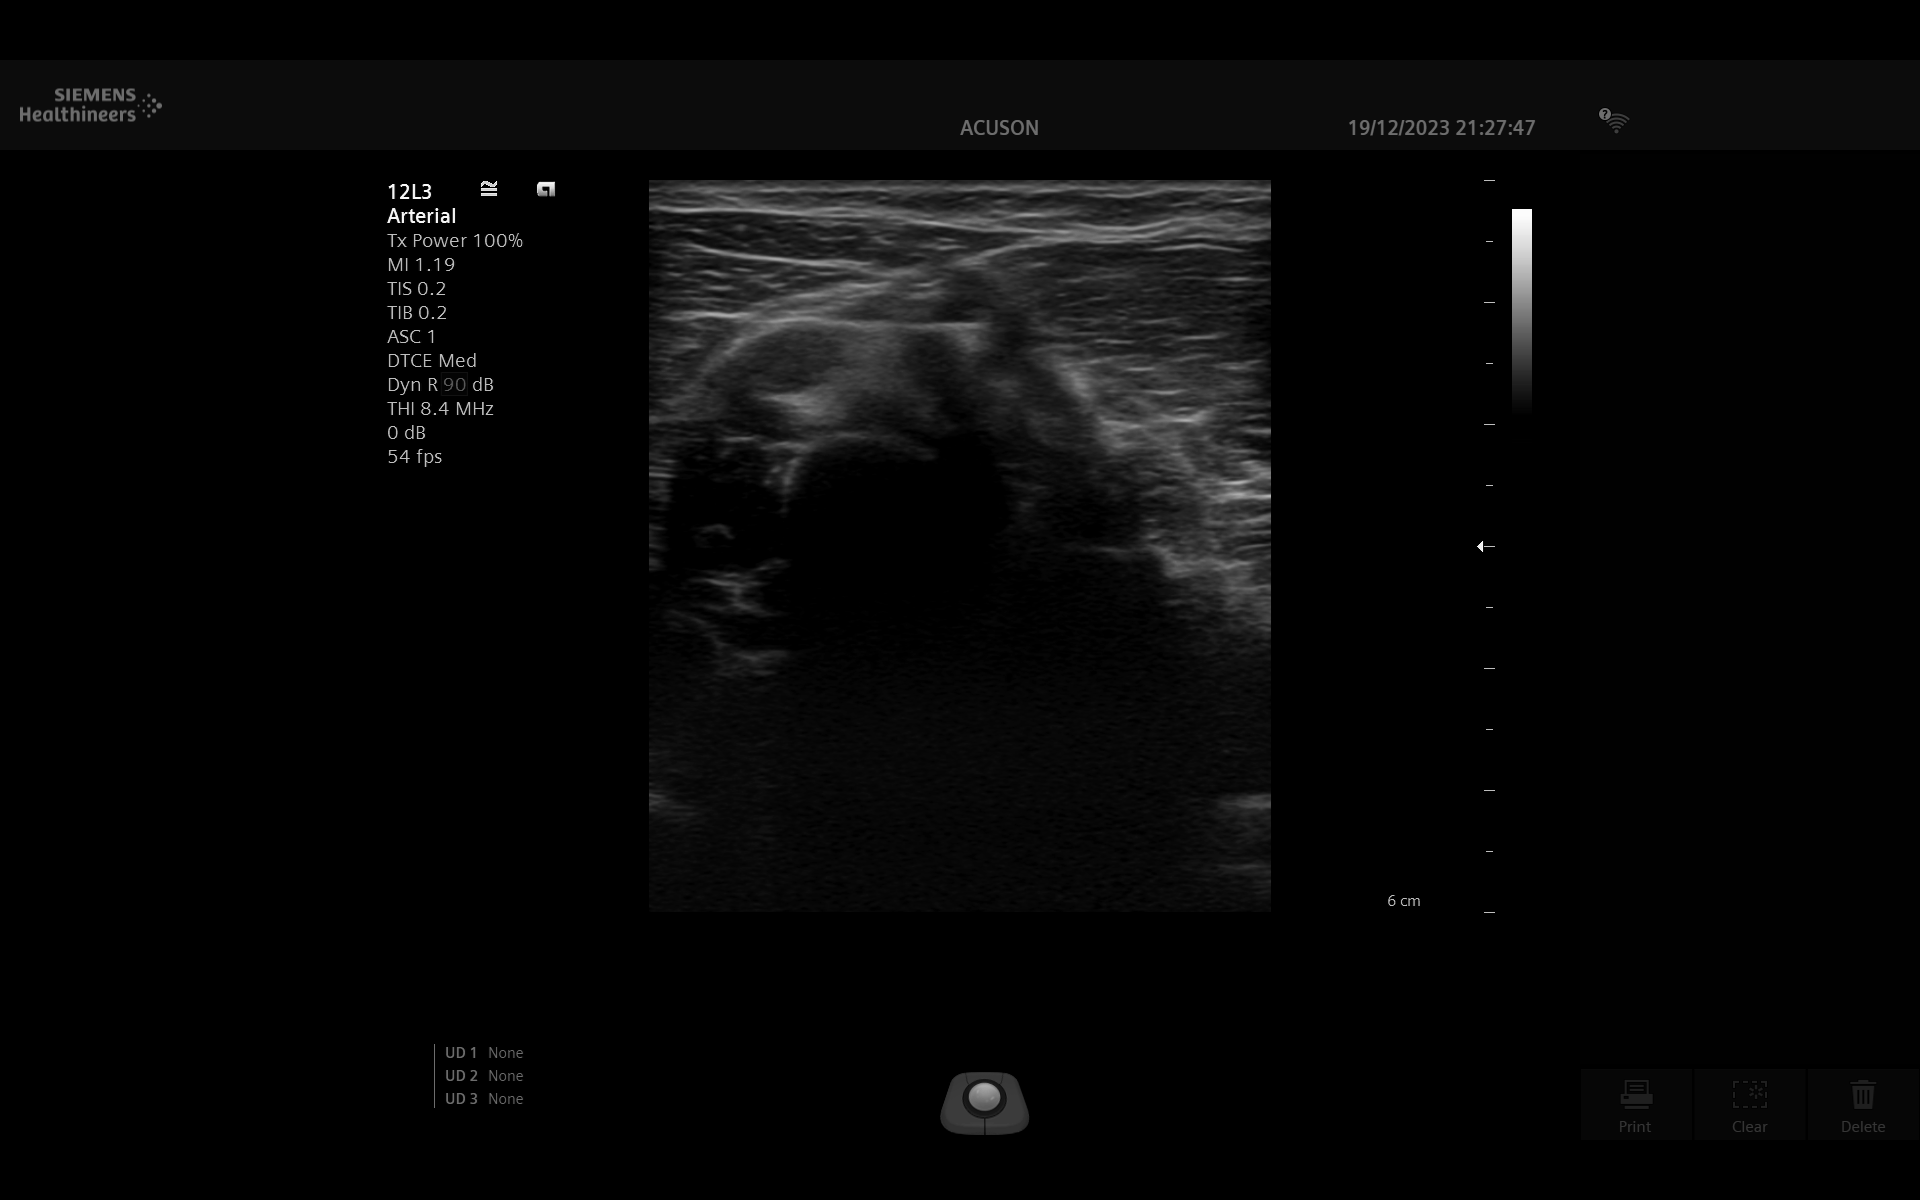 SIEMENS
Healthineers
ACUSON
19/12/2023 21:27:47
12L3
Arterial
Tx Power 100%
MI 1.19
TIS 0.2
TIB 0.2
ASC 1
DTCE Med
Dyn R 90 dB
THI 8.4 MHz
0 dB
54 fps
6 cm
UD 1 None
UD 2 None
UD 3 None
Print
Clear
Delete